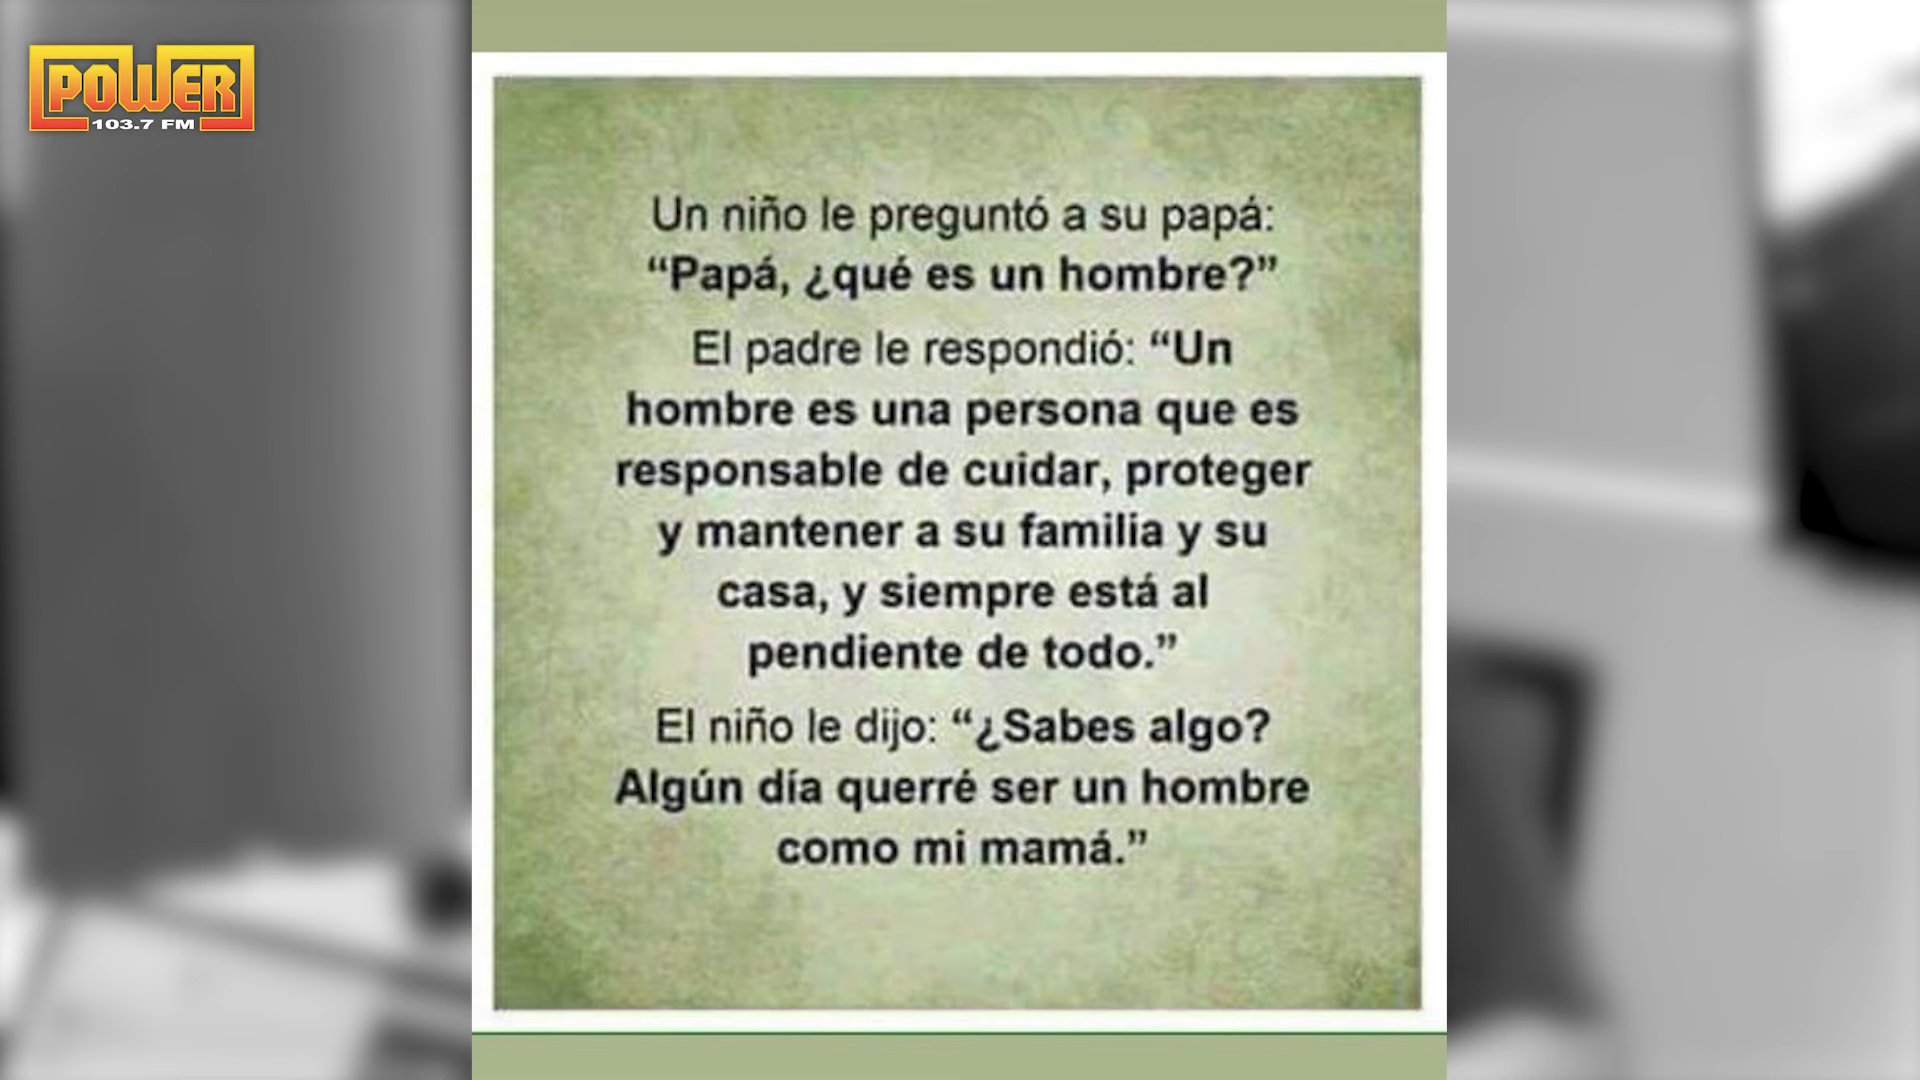 POWER
103.7 FM
Un niño le preguntó a su papá:
“Papá, ¿qué es un hombre?”
El padre le respondió: “Un
hombre es una persona que es
responsable de cuidar, proteger
y mantener a su familia y su
casa, y siempre está al
pendiente de todo.”
El niño le dijo: “¿Sabes algo?
Algún día querré ser un hombre
como mi mamá.”